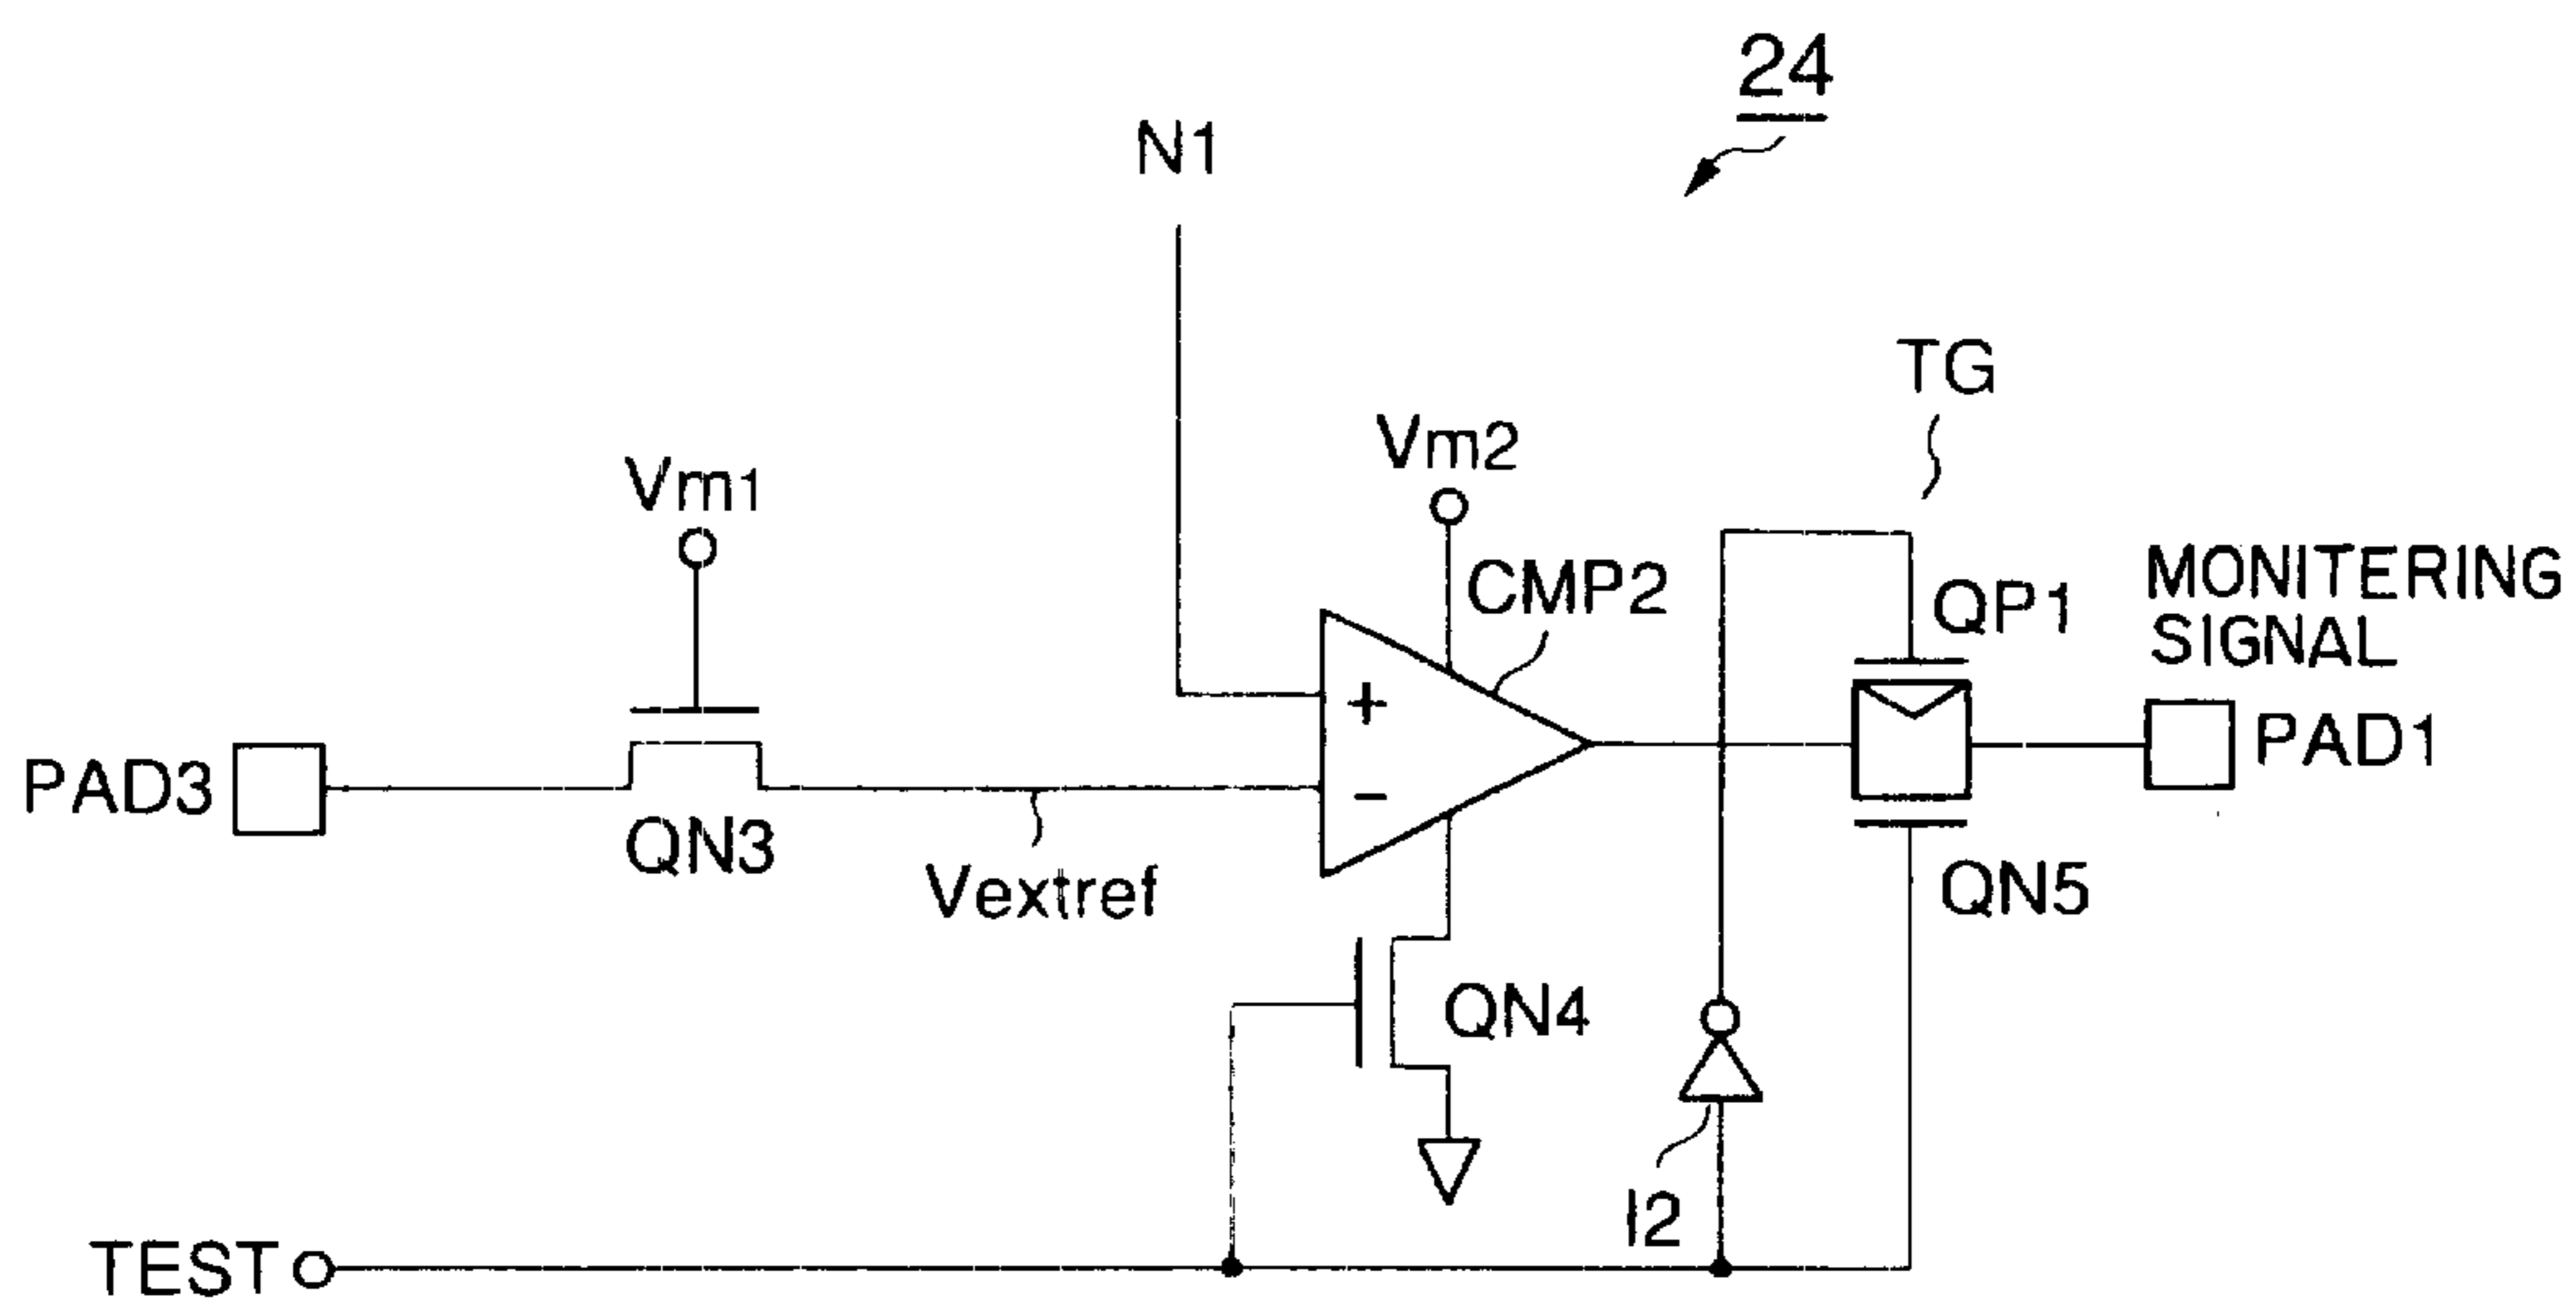 24
N1
TG
Vm2
Vm1
CMP2
QP1
MONITERING
SIGNAL
+
PAD3
PAD1
-
QN3
Vextref
QN5
QN4
I2
TEST